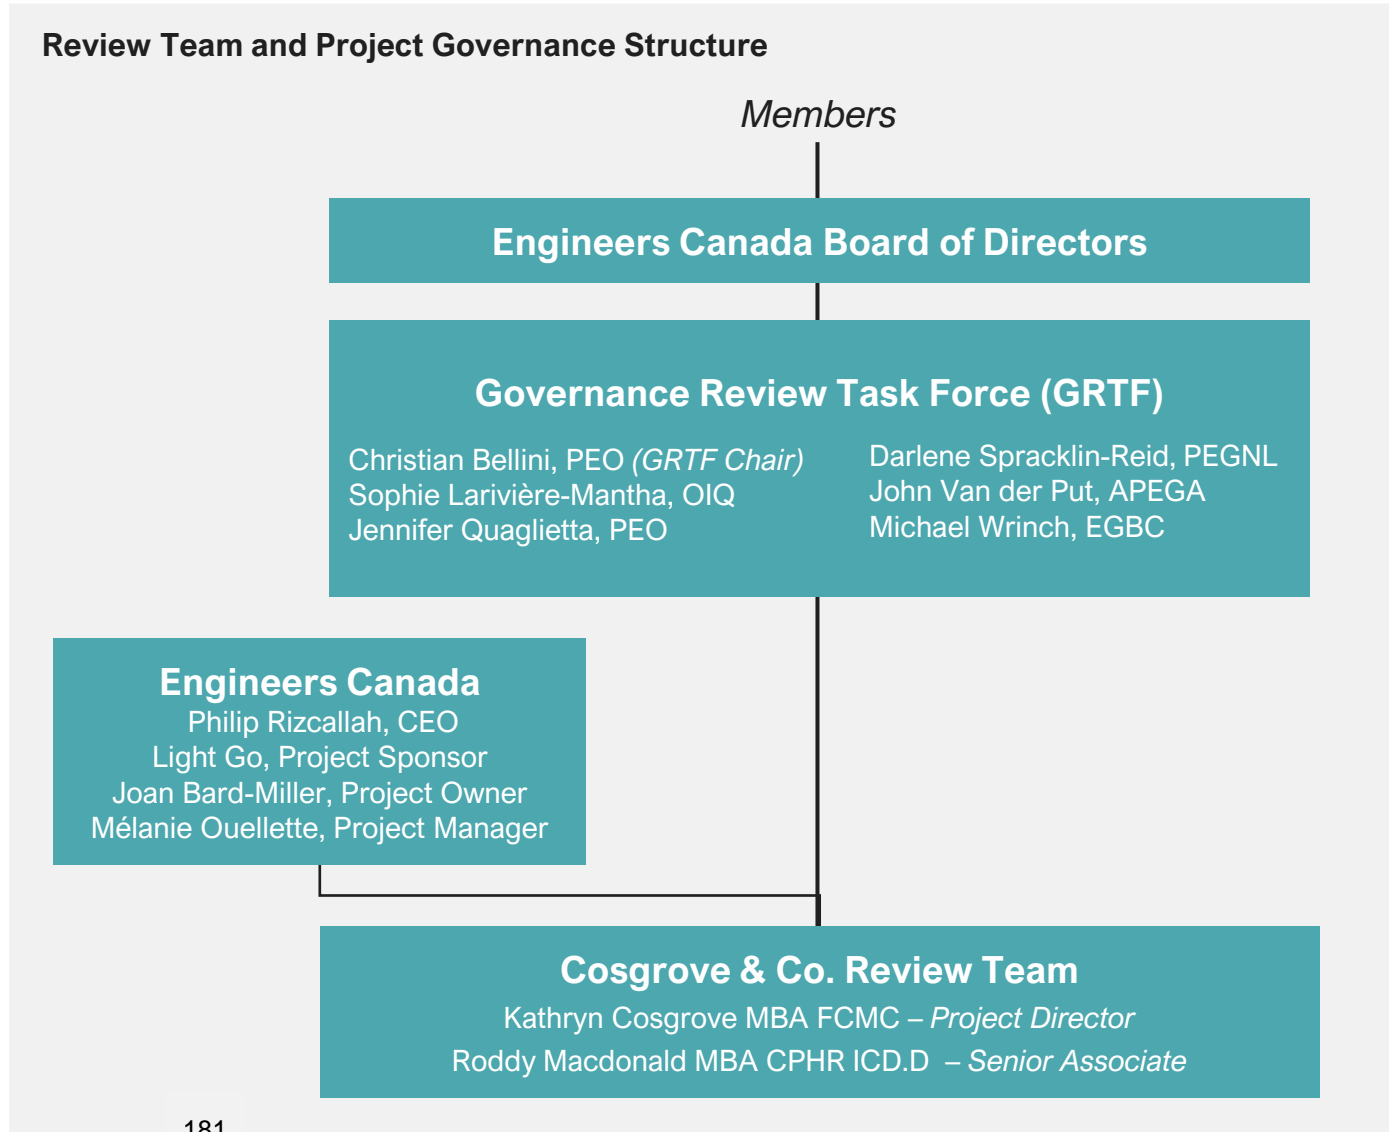 Review Team and Project Governance Structure
Members
Engineers Canada Board of Directors
Governance Review Task Force (GRTF)
Christian Bellini, PEO (GRTF Chair)
Sophie Larivière-Mantha, OIQ
Jennifer Quaglietta, PEO
Darlene Spracklin-Reid, PEGNL
John Van der Put, APEGA
Michael Wrinch, EGBC
Engineers Canada
Philip Rizcallah, CEO
Light Go, Project Sponsor
Joan Bard-Miller, Project Owner
Mélanie Ouellette, Project Manager
Cosgrove & Co. Review Team
Kathryn Cosgrove MBA FCMC – Project Director
Roddy Macdonald MBA CPHR ICD.D – Senior Associate
181